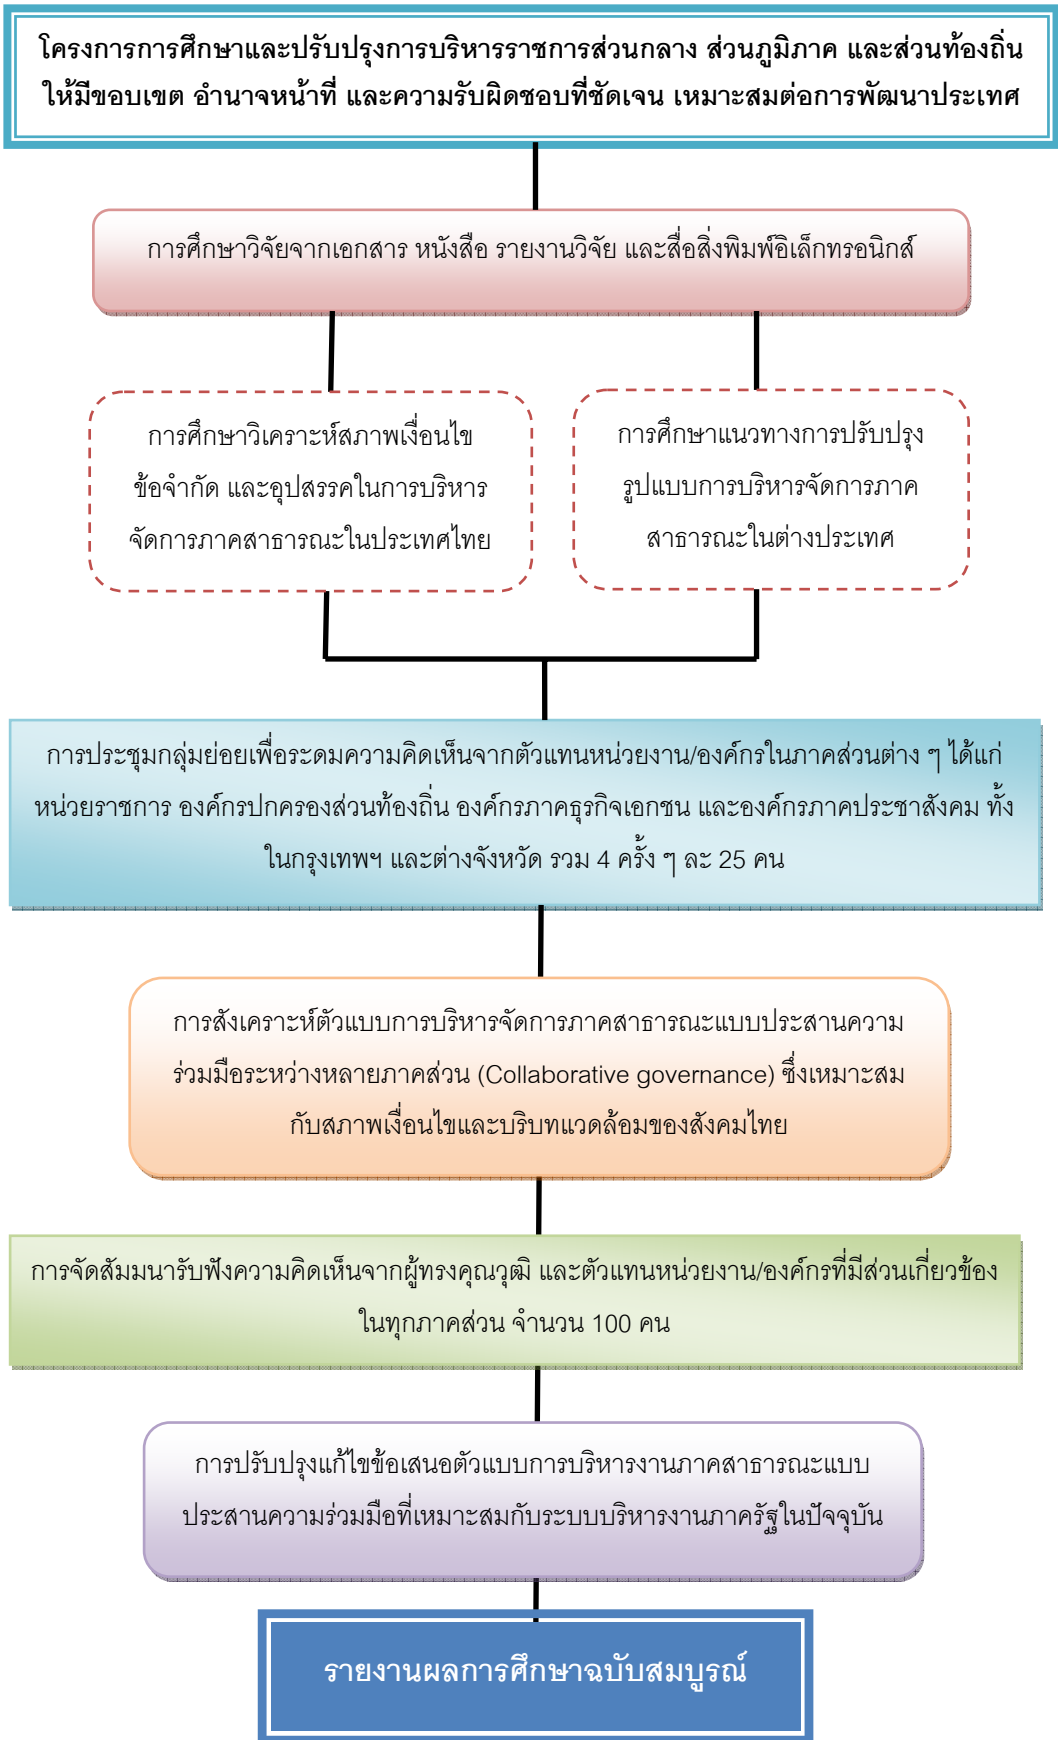 โครงการการศึกษาและปรับปรุงการบริหารราชการส่วนกลาง ส่วนภูมิภาค และส่วนท้องถิ่น
ให้มีขอบเขต อำนาจหน้าที่ และความรับผิดชอบที่ชัดเจน เหมาะสมต่อการพัฒนาประเทศ
การศึกษาวิจัยจากเอกสาร หนังสือ รายงานวิจัย และสื่อสิ่งพิมพ์อิเล็กทรอนิกส์
การศึกษาวิเคราะห์สภาพเงื่อนไข
ข้อจำกัด และอุปสรรคในการบริหาร
จัดการภาคสาธารณะในประเทศไทย
การศึกษาแนวทางการปรับปรุง
รูปแบบการบริหารจัดการภาค
สาธารณะในต่างประเทศ
การประชุมกลุ่มย่อยเพื่อระดมความคิดเห็นจากตัวแทนหน่วยงาน/องค์กรในภาคส่วนต่าง ๆ ได้แก่
หน่วยราชการ องค์กรปกครองส่วนท้องถิ่น องค์กรภาคธุรกิจเอกชน และองค์กรภาคประชาสังคม ทั้ง
ในกรุงเทพฯ และต่างจังหวัด รวม 4 ครั้ง ๆ ละ 25 คน
การสังเคราะห์ตัวแบบการบริหารจัดการภาคสาธารณะแบบประสานความ
ร่วมมือระหว่างหลายภาคส่วน (Collaborative governance) ซึ่งเหมาะสม
กับสภาพเงื่อนไขและบริบทแวดล้อมของสังคมไทย
การจัดสัมมนารับฟังความคิดเห็นจากผู้ทรงคุณวุฒิ และตัวแทนหน่วยงาน/องค์กรที่มีส่วนเกี่ยวข้อง
ในทุกภาคส่วน จำนวน 100 คน
การปรับปรุงแก้ไขข้อเสนอตัวแบบการบริหารงานภาคสาธารณะแบบ
ประสานความร่วมมือที่เหมาะสมกับระบบบริหารงานภาครัฐในปัจจุบัน
รายงานผลการศึกษาฉบับสมบูรณ์